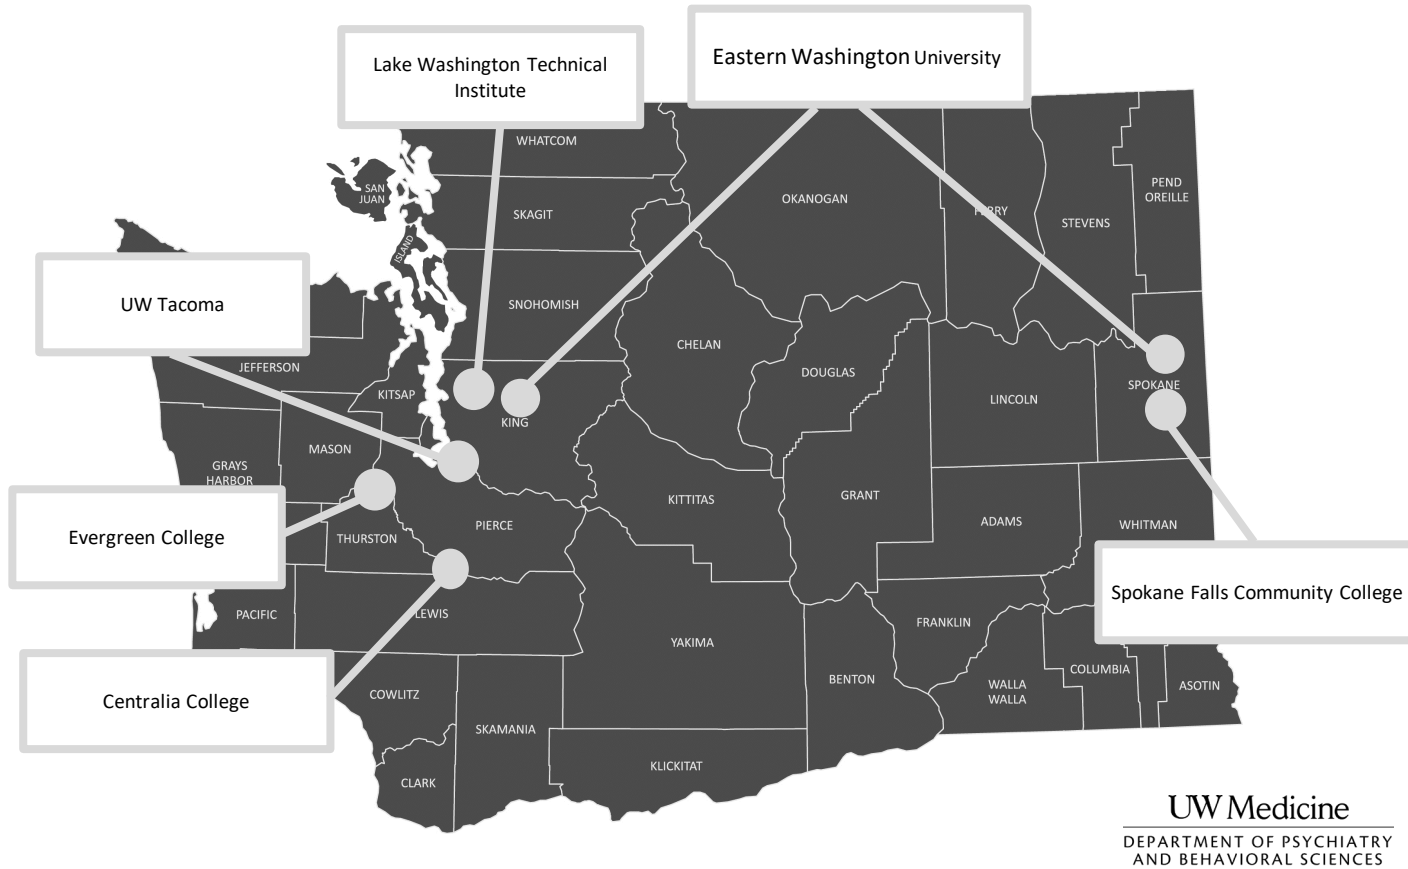 Eastern Washington University
Lake Washington Technical
Institute
WHATCOM
SAN
JUAN
SKAGIT
ISLAND
OKANOGAN
FERRY
STEVENS
PEND
OREILLE
UW Tacoma
SNOHOMISH
CHELAN
DOUGLAS
JEFFERSON
KITSAP
KING
LINCOLN
SPOKANE
MASON
GRAYS
HARBOR
KITTITAS
GRANT
ADAMS
WHITMAN
Evergreen College
THURSTON
PIERCE
Spokane Falls Community College
PACIFIC
LEWIS
YAKIMA
FRANKLIN
Centralia College
COWLITZ
SKAMANIA
BENTON
WALLA
WALLA
COLUMBIA
ASOTIN
CLARK
KLICKITAT
UW Medicine
DEPARTMENT OF PSYCHIATRY
AND BEHAVIORAL SCIENCES